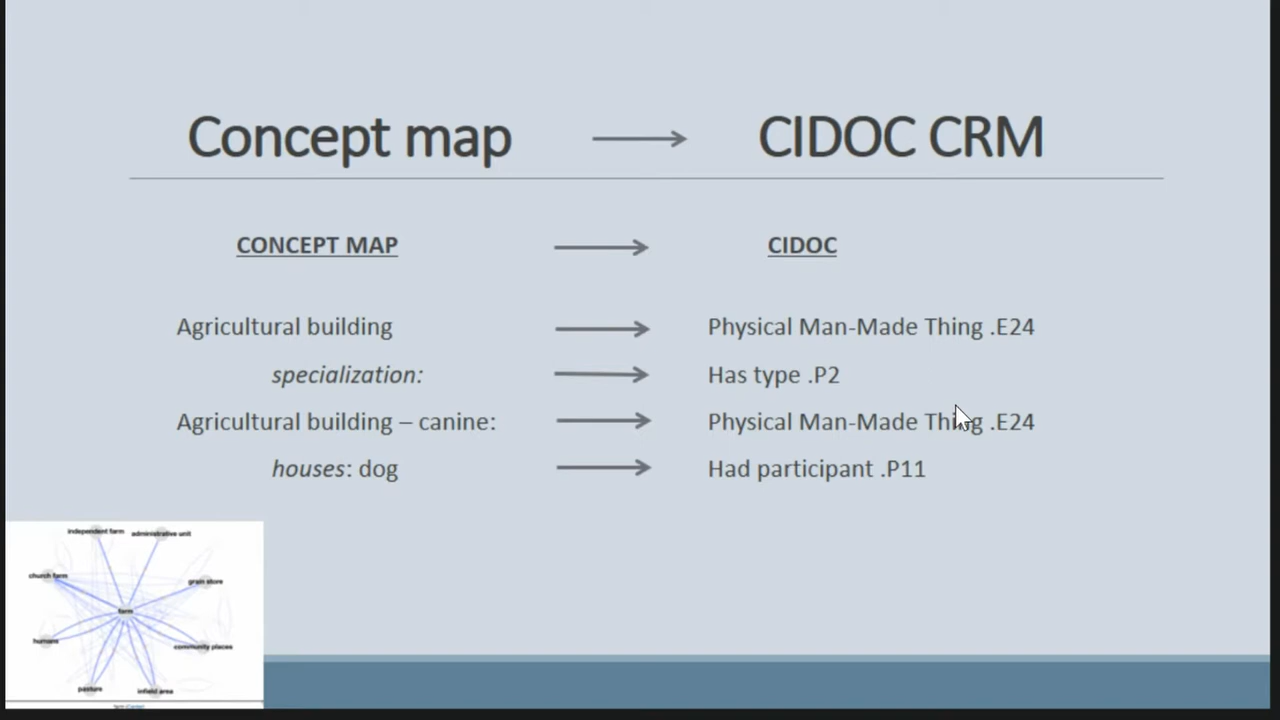 Concept map → CIDOC CRM
CONCEPT MAP → CIDOC
Agricultural building → Physical Man-Made Thing .E24
specialization: → Has type .P2
Agricultural building – canine: → Physical Man-Made Thing .E24
houses: dog → Had participant .P11
independent farm
administrative unit
church farm
grain store
farm
humans
community places
pasture
infield area